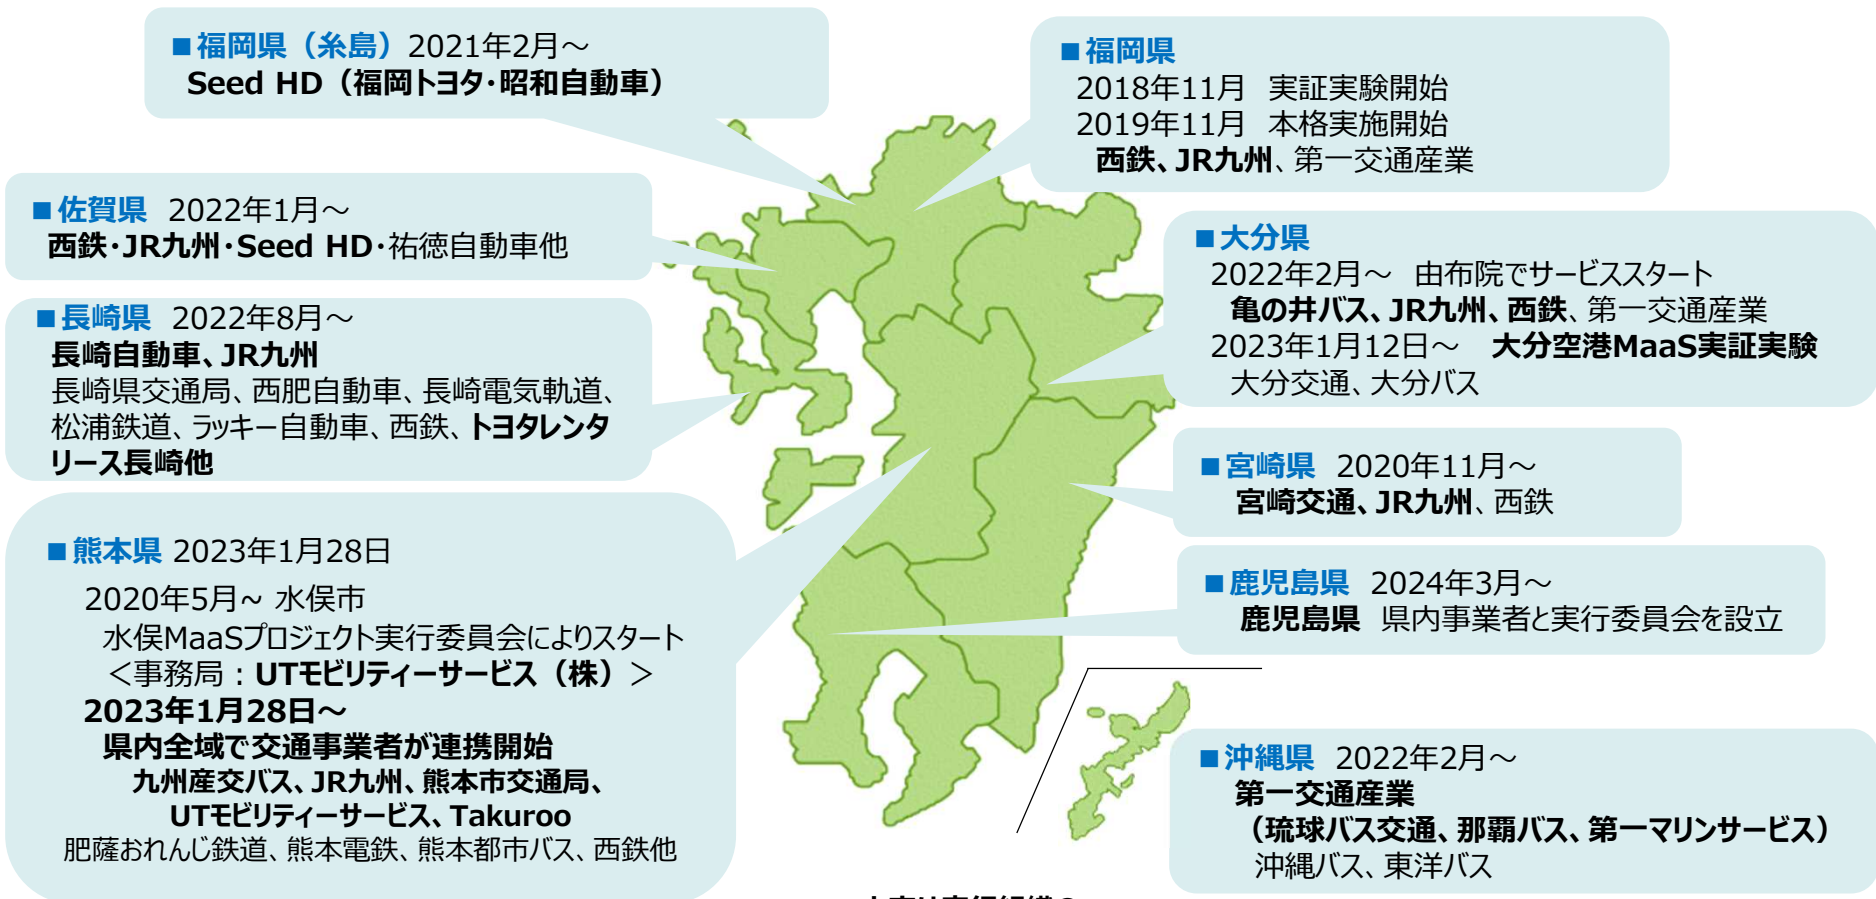 ■福岡県（糸島）2021年2月～
Seed HD（福岡トヨタ・昭和自動車）
■福岡県
2018年11月　実証実験開始
2019年11月　本格実施開始
西鉄、JR九州、第一交通産業
■佐賀県　2022年1月～
西鉄・JR九州・Seed HD・祐徳自動車他
■大分県
2022年2月～　由布院でサービススタート
亀の井バス、JR九州、西鉄、第一交通産業
2023年1月12日～　大分空港MaaS実証実験
大分交通、大分バス
■長崎県　2022年8月～
長崎自動車、JR九州
長崎県交通局、西肥自動車、長崎電気軌道、
松浦鉄道、ラッキー自動車、西鉄、トヨタレンタ
リース長崎他
■宮崎県　2020年11月～
宮崎交通、JR九州、西鉄
■熊本県 2023年1月28日
2020年5月~ 水俣市
水俣MaaSプロジェクト実行委員会によりスタート
＜事務局：UTモビリティーサービス（株）＞
2023年1月28日～
県内全域で交通事業者が連携開始
九州産交バス、JR九州、熊本市交通局、
UTモビリティーサービス、Takuroo
肥薩おれんじ鉄道、熊本電鉄、熊本都市バス、西鉄他
■鹿児島県　2024年3月～
鹿児島県　県内事業者と実行委員会を設立
■沖縄県　2022年2月～
第一交通産業
（琉球バス交通、那覇バス、第一マリンサービス）
沖縄バス、東洋バス